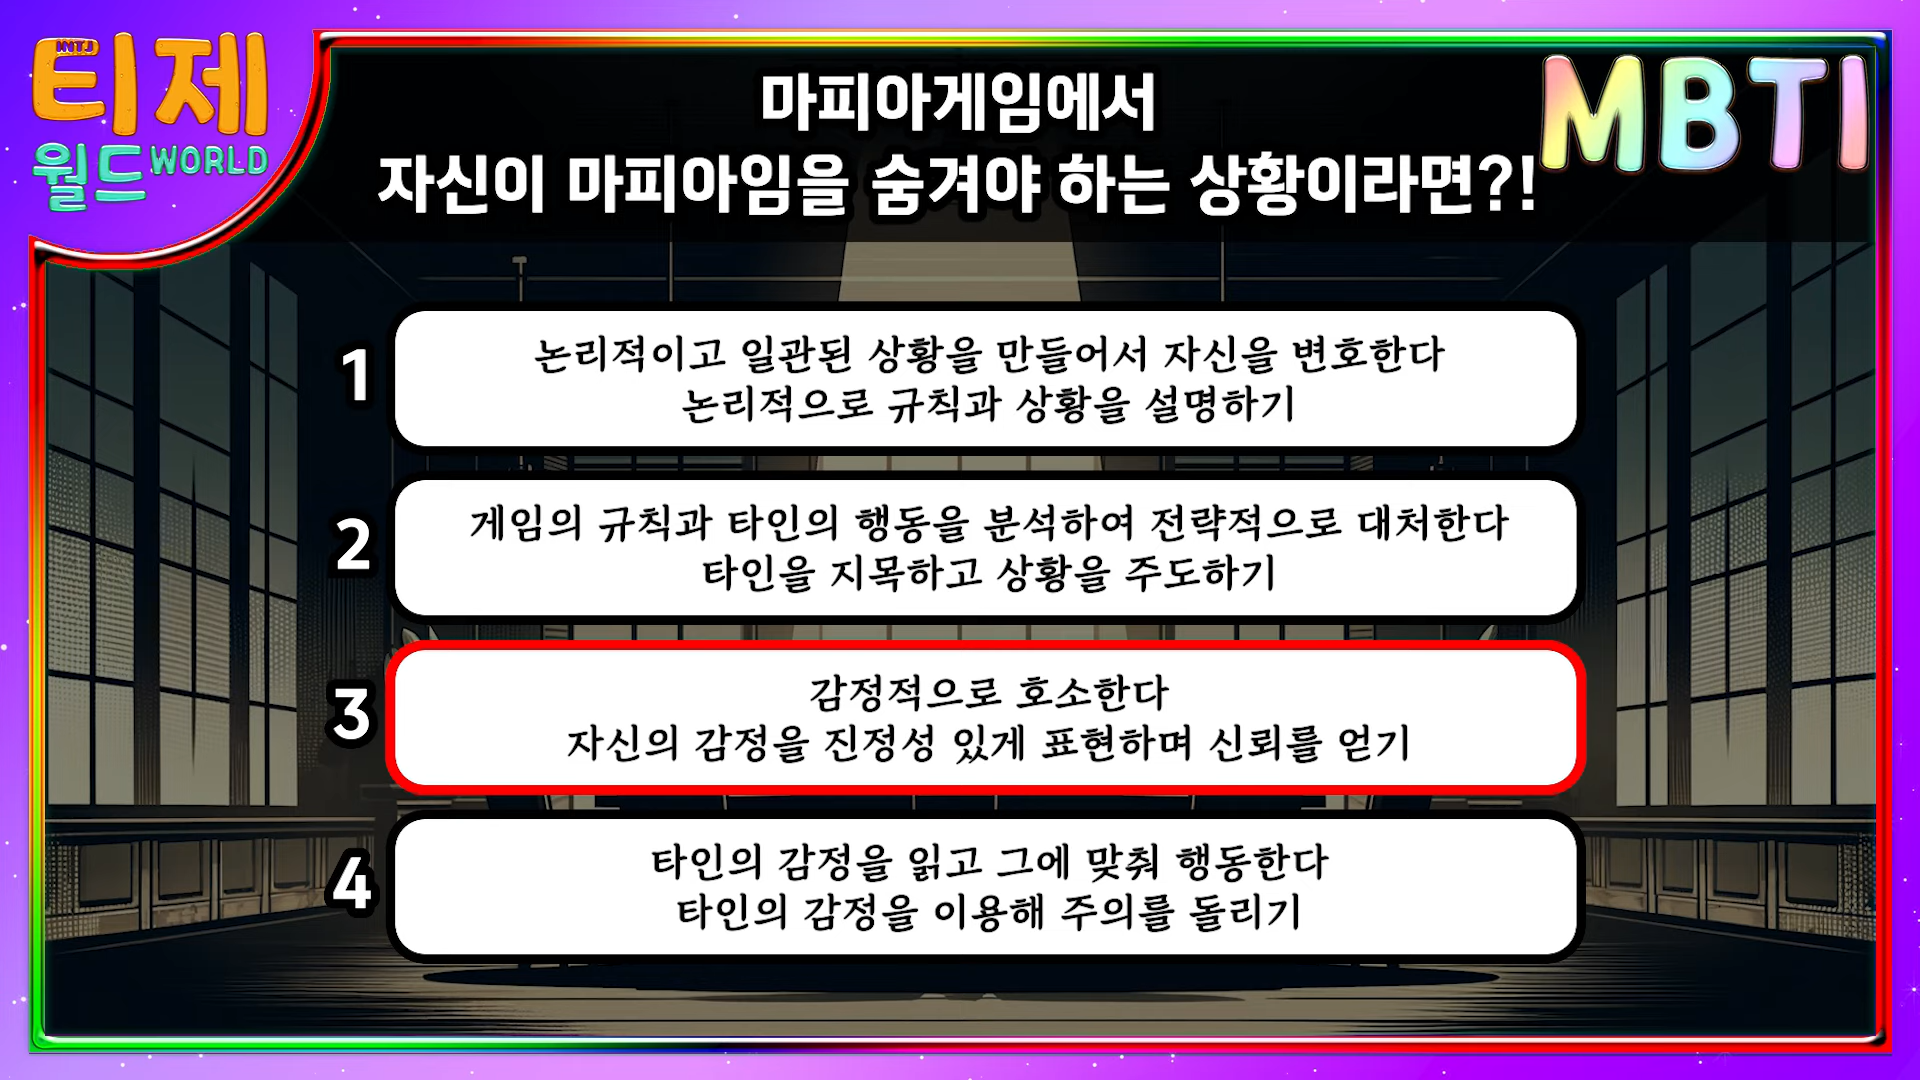 INTJ
티제
월드 WORLD
MBTI
마피아게임에서
자신이 마피아임을 숨겨야 하는 상황이라면?!
1
논리적이고 일관된 상황을 만들어서 자신을 변호한다
논리적으로 규칙과 상황을 설명하기
2
게임의 규칙과 타인의 행동을 분석하여 전략적으로 대처한다
타인을 지목하고 상황을 주도하기
3
감정적으로 호소한다
자신의 감정을 진정성 있게 표현하며 신뢰를 얻기
4
타인의 감정을 읽고 그에 맞춰 행동한다
타인의 감정을 이용해 주의를 돌리기